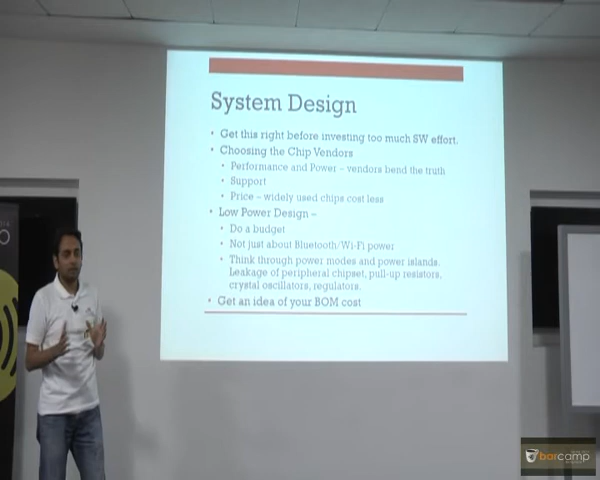 System Design
• Get this right before investing too much SW effort.
• Choosing the Chip Vendors
• Performance and Power – vendors bend the truth
• Support
• Price – widely used chips cost less
• Low Power Design –
• Do a budget
• Not just about Bluetooth/Wi-Fi power
• Think through power modes and power islands.
Leakage of peripheral chipset, pull-up resistors,
crystal oscillators, regulators.
• Get an idea of your BOM cost
barcamp